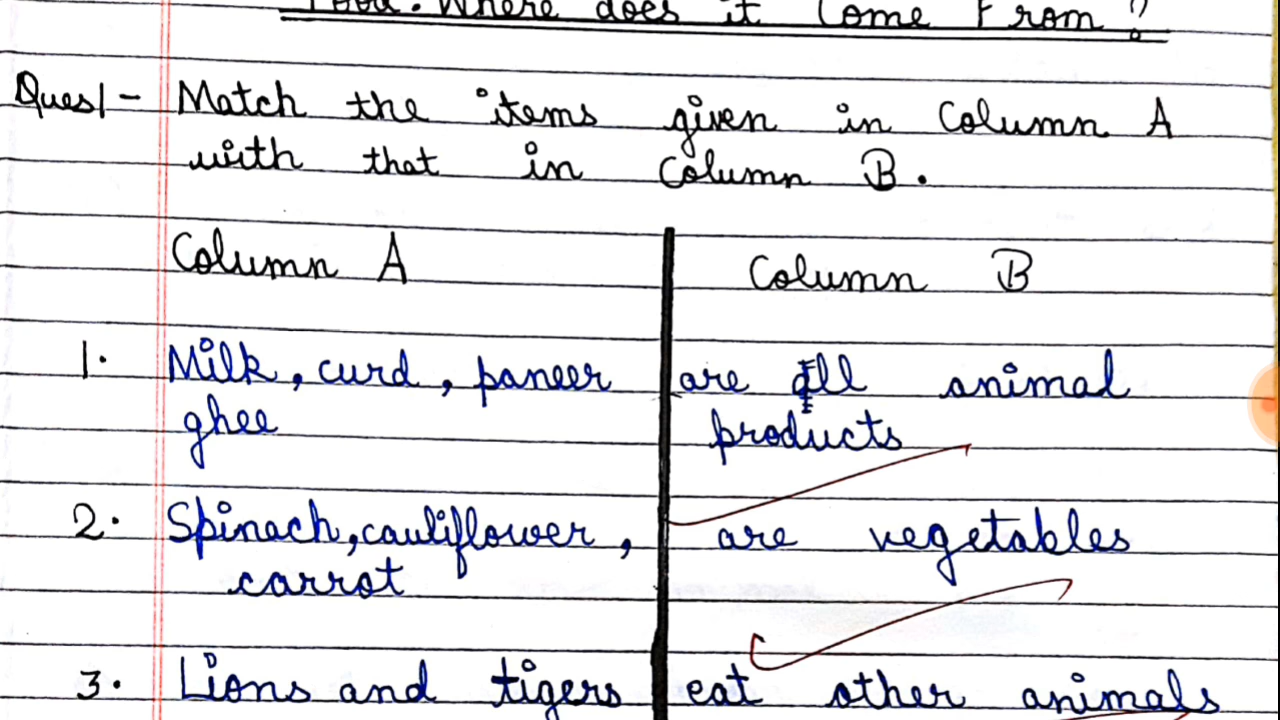 Food: Where does it Come From?
Ques1- Match the items given in Column A
with that in Column B.
Column A Column B
1. Milk, curd, paneer are all animal
ghee products
2. Spinach, cauliflower, are vegetables
carrot
3. Lions and tigers eat other animals